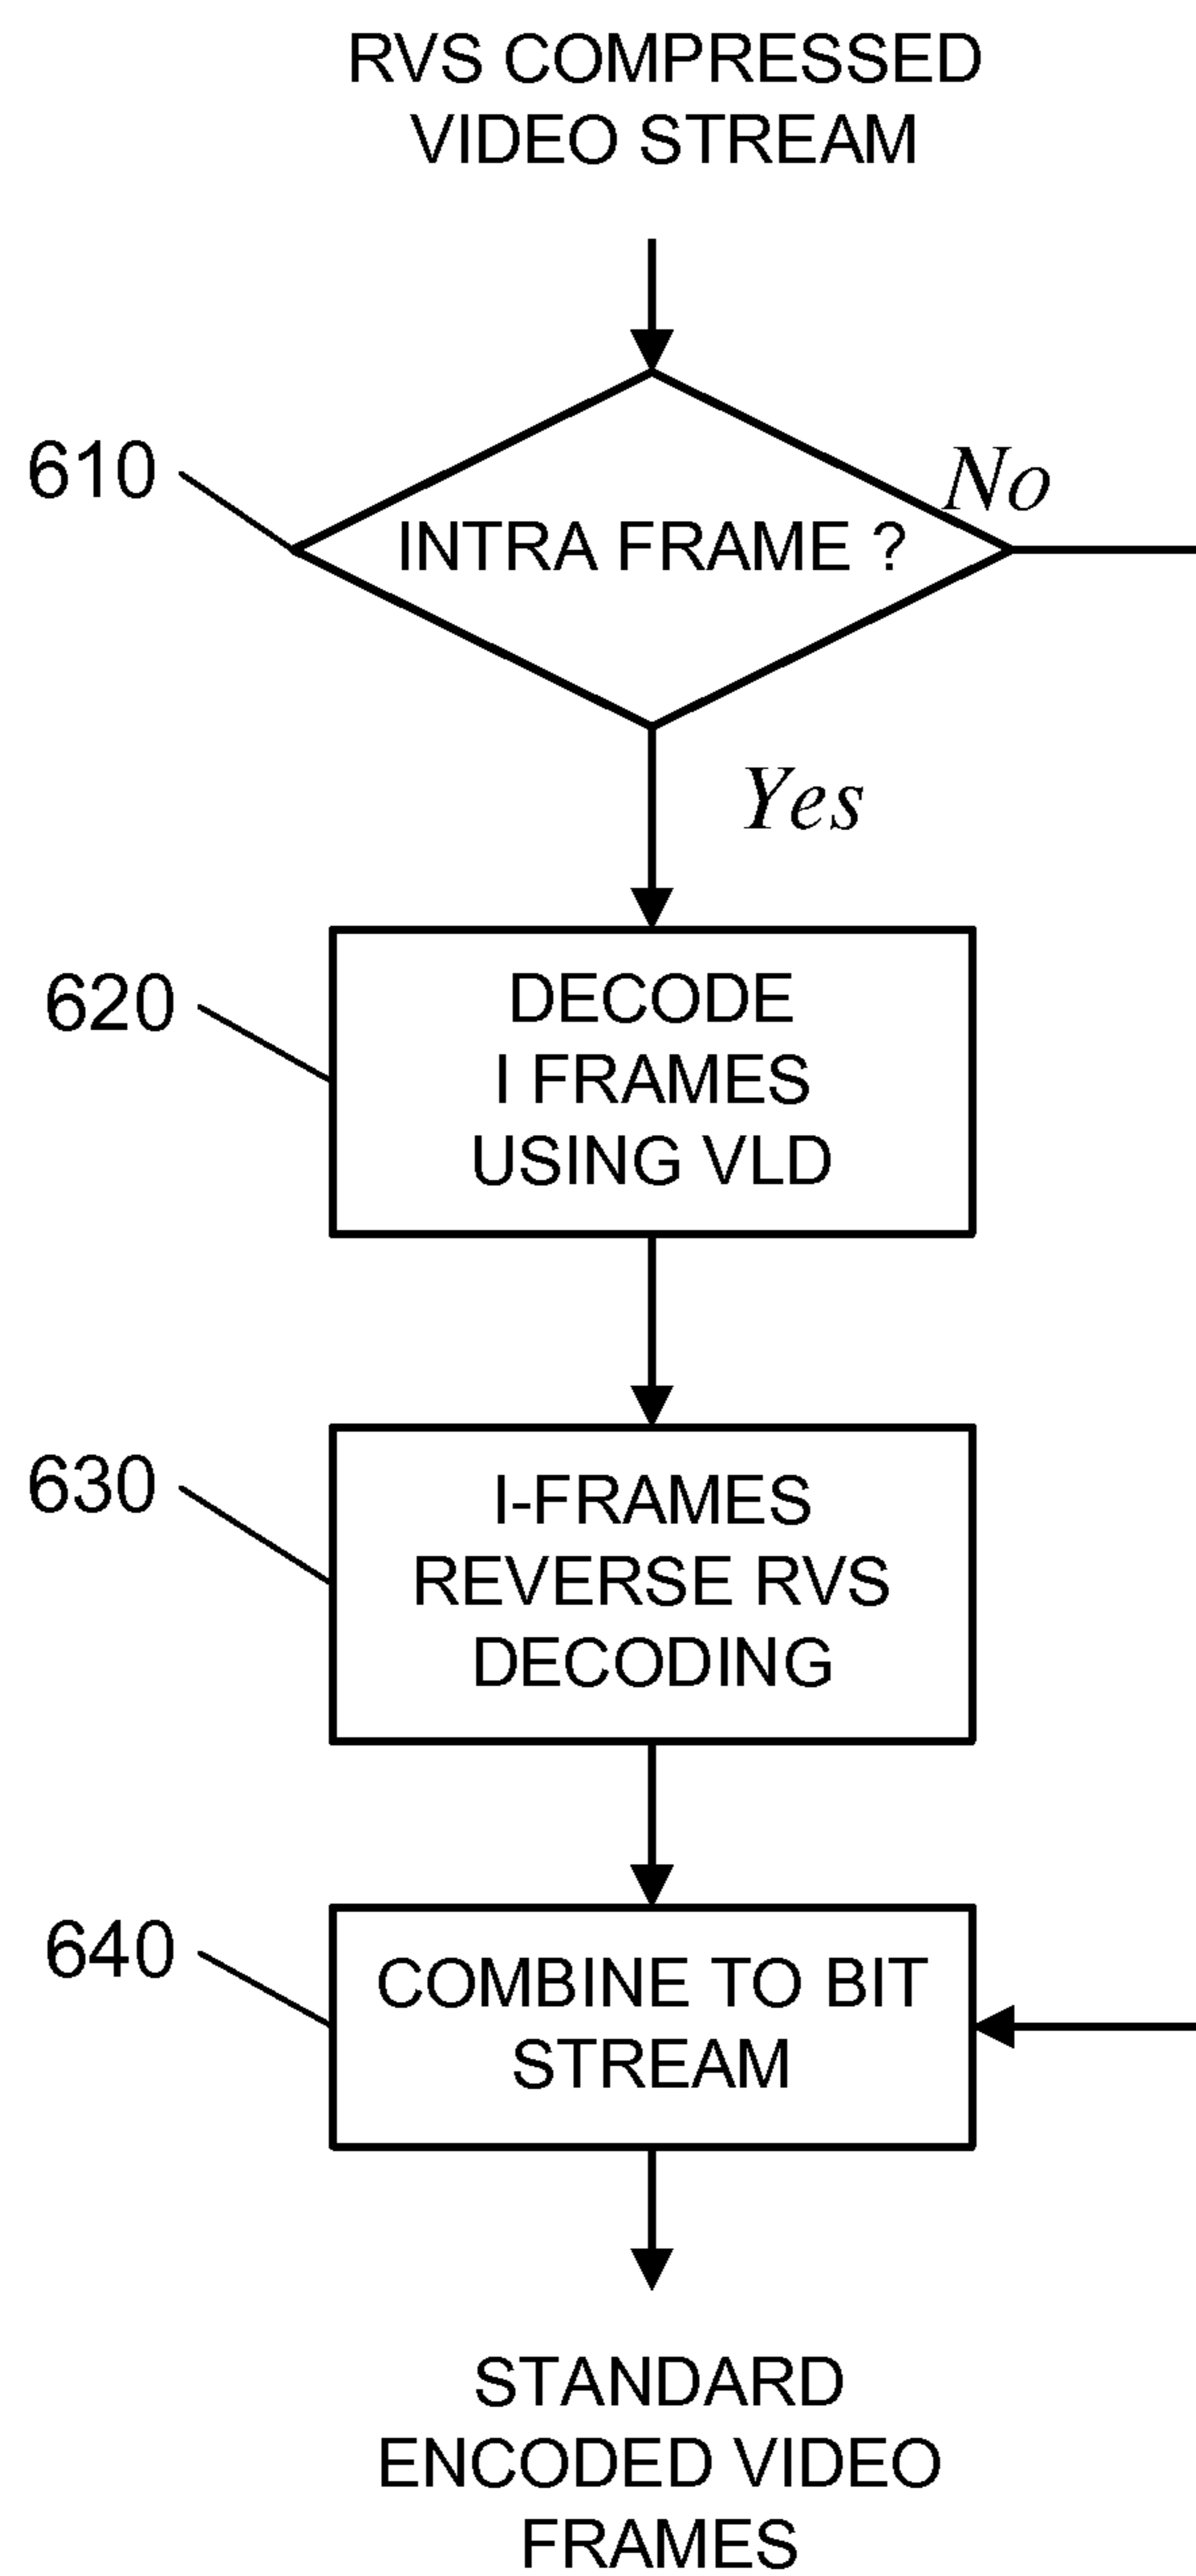 RVS COMPRESSED
VIDEO STREAM
610
INTRA FRAME ?
No
Yes
620
DECODE
I FRAMES
USING VLD
630
I-FRAMES
REVERSE RVS
DECODING
640
COMBINE TO BIT
STREAM
STANDARD
ENCODED VIDEO
FRAMES